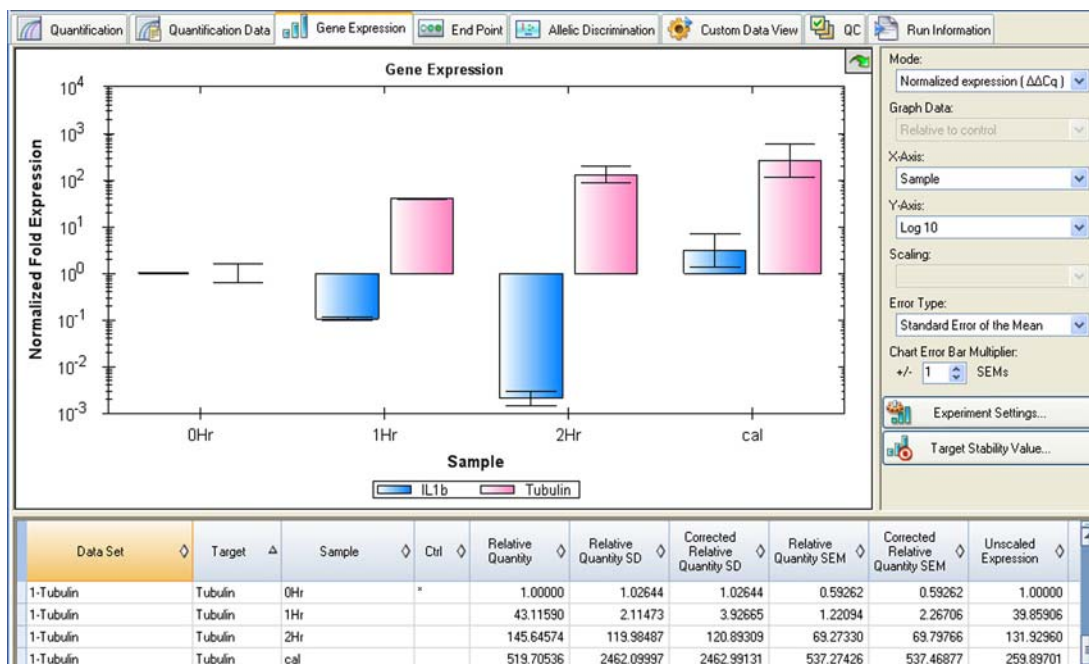 Quantification Quantification Data Gene Expression End Point Allelic Discrimination Custom Data View QC Run Information
Gene Expression
Normalized Fold Expression
10^4
10^3
10^2
10^1
10^0
10^-1
10^-2
10^-3
0Hr 1Hr 2Hr cal
Sample
IL1b Tubulin
Mode:
Normalized expression ( ΔΔCq )
Graph Data:
Relative to control
X-Axis:
Sample
Y-Axis:
Log 10
Scaling:
Error Type:
Standard Error of the Mean
Chart Error Bar Multiplier:
+/- 1 SEMs
Experiment Settings...
Target Stability Value...
Data Set Target Sample Ctrl Relative Quantity Relative Quantity SD Corrected Relative Quantity SD Relative Quantity SEM Corrected Relative Quantity SEM Unscaled Expression
1-Tubulin Tubulin 0Hr * 1.00000 1.02644 1.02644 0.59262 0.59262 1.00000
1-Tubulin Tubulin 1Hr 43.11590 2.11473 3.92665 1.22094 2.26706 39.85906
1-Tubulin Tubulin 2Hr 145.64574 119.98487 120.89309 69.27330 69.79766 131.92960
1-Tubulin Tubulin cal 519.70536 2462.09997 2462.99131 537.27426 537.46877 259.89701